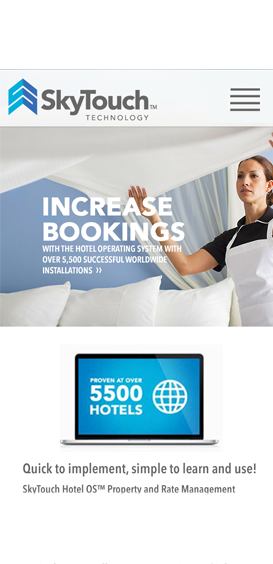 SkyTouch™
TECHNOLOGY
INCREASE
BOOKINGS
WITH THE HOTEL OPERATING SYSTEM WITH
OVER 5,500 SUCCESSFUL WORLDWIDE
INSTALLATIONS »
PROVEN AT OVER
5500
HOTELS
Quick to implement, simple to learn and use!
SkyTouch Hotel OS™ Property and Rate Management